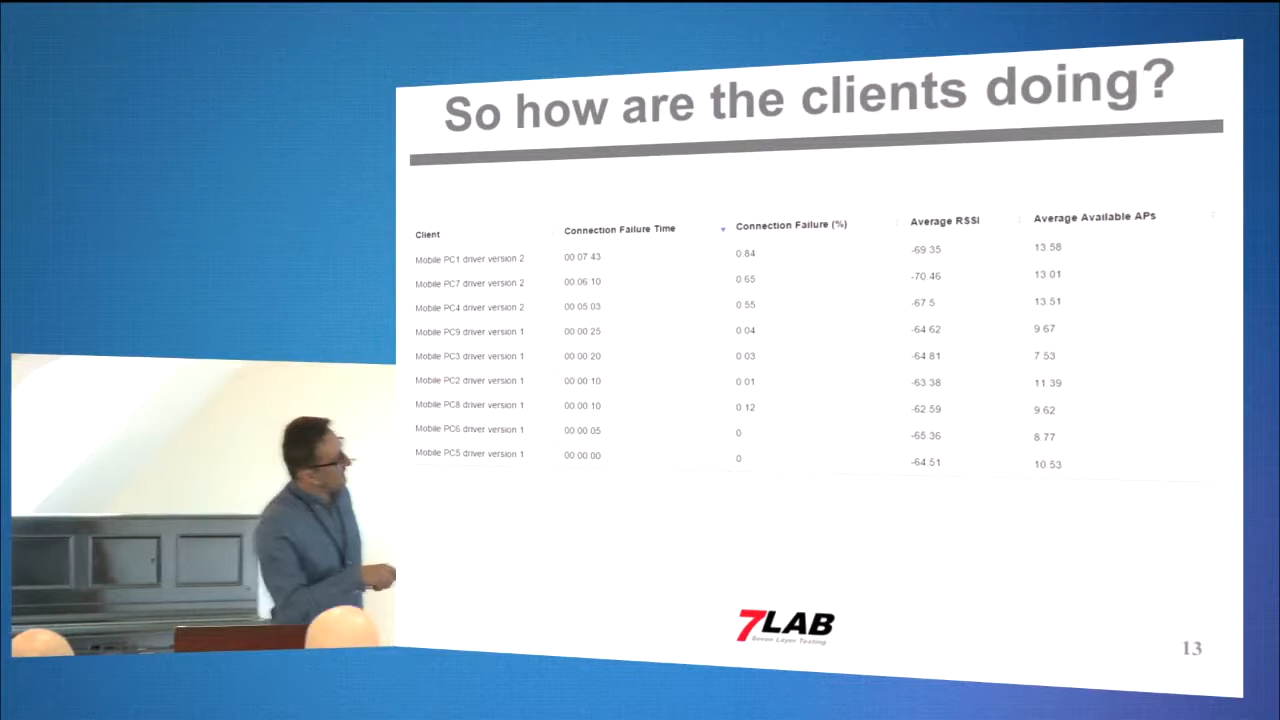 So how are the clients doing?
Client Connection Failure Time Connection Failure (%) Average RSSI Average Available APs
Mobile PC1 driver version 2 00 07 43 0 84 -69 35 13 58
Mobile PC7 driver version 2 00 06 10 0 65 -70.46 13 01
Mobile PC4 driver version 2 00 05 03 0 55 -67 5 13 51
Mobile PC9 driver version 1 00 00 25 0 04 -64 62 9 67
Mobile PC3 driver version 1 00 00 20 0 03 -64 81 7 53
Mobile PC2 driver version 1 00 00 10 0 01 -63 38 11 39
Mobile PC8 driver version 1 00 00 10 0 12 -62 59 9 62
Mobile PC6 driver version 1 00 00 05 0 -65 36 8 77
Mobile PC5 driver version 1 00 00 00 0 -64.51 10 53
7LAB
Seven Layer Testing
13